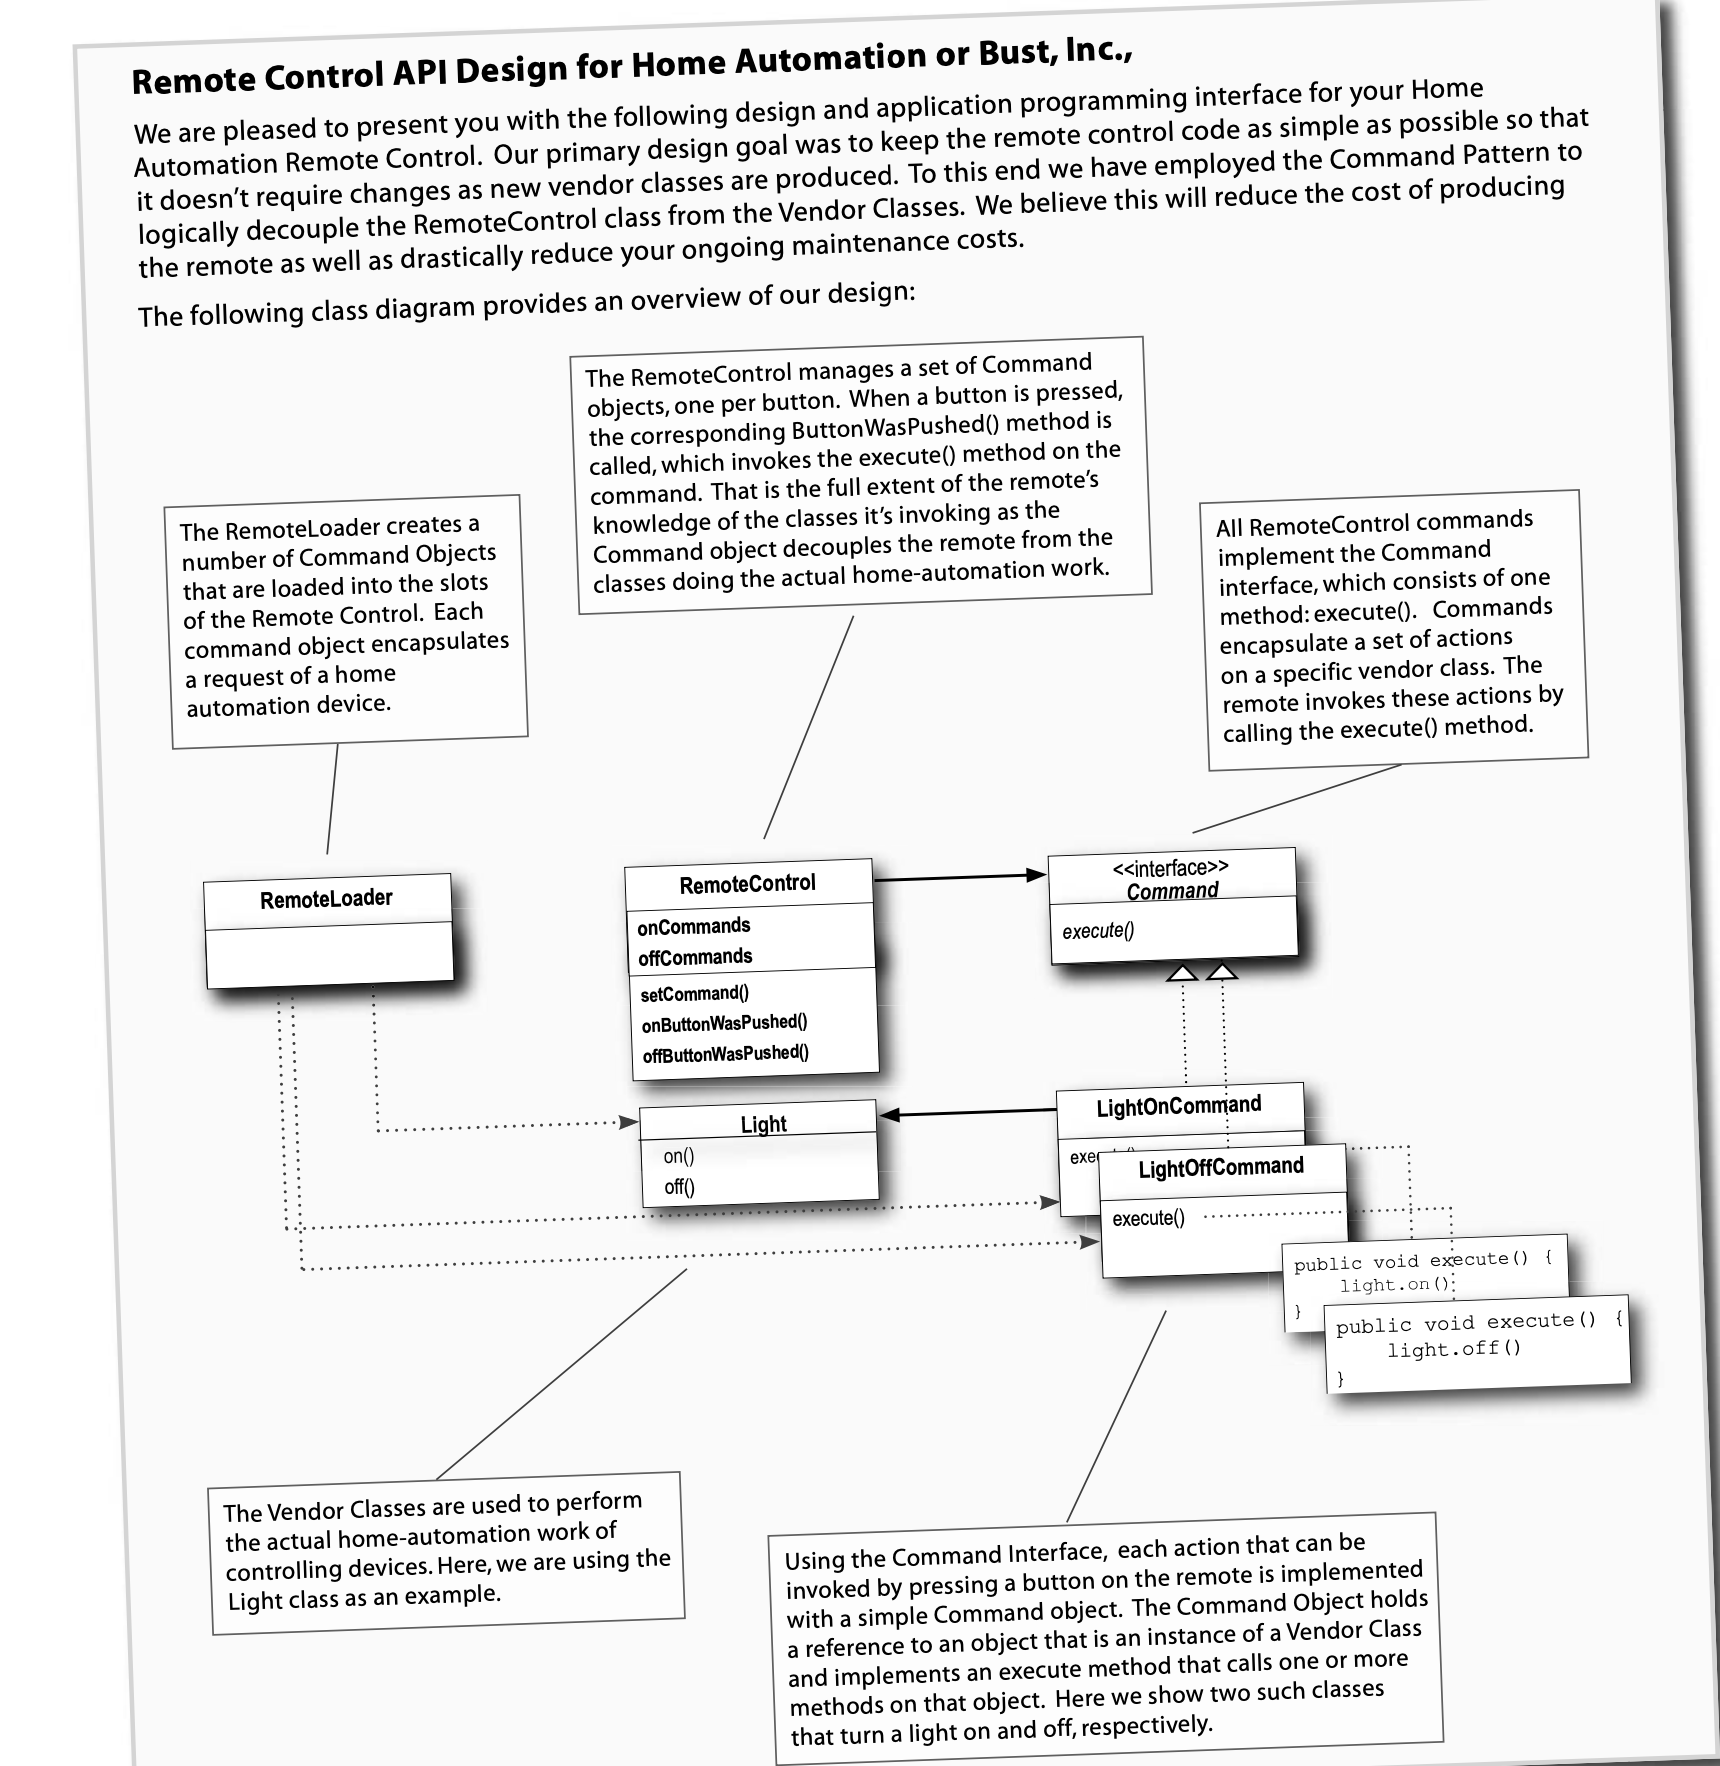 Remote Control API Design for Home Automation or Bust, Inc.,
We are pleased to present you with the following design and application programming interface for your Home
Automation Remote Control. Our primary design goal was to keep the remote control code as simple as possible so that
it doesn't require changes as new vendor classes are produced. To this end we have employed the Command Pattern to
logically decouple the RemoteControl class from the Vendor Classes. We believe this will reduce the cost of producing
the remote as well as drastically reduce your ongoing maintenance costs.
The following class diagram provides an overview of our design:
The RemoteControl manages a set of Command
objects, one per button. When a button is pressed,
the corresponding ButtonWasPushed() method is
called, which invokes the execute() method on the
command. That is the full extent of the remote's
knowledge of the classes it's invoking as the
Command object decouples the remote from the
classes doing the actual home-automation work.
The RemoteLoader creates a
number of Command Objects
that are loaded into the slots
of the Remote Control. Each
command object encapsulates
a request of a home
automation device.
All RemoteControl commands
implement the Command
interface, which consists of one
method: execute(). Commands
encapsulate a set of actions
on a specific vendor class. The
remote invokes these actions by
calling the execute() method.
RemoteLoader
RemoteControl
onCommands
offCommands
setCommand()
onButtonWasPushed()
offButtonWasPushed()
<<interface>>
Command
execute()
Light
on()
off()
LightOnCommand
LightOffCommand
execute()
public void execute() {
light.on()
}
public void execute() {
light.off()
}
The Vendor Classes are used to perform
the actual home-automation work of
controlling devices. Here, we are using the
Light class as an example.
Using the Command Interface, each action that can be
invoked by pressing a button on the remote is implemented
with a simple Command object. The Command Object holds
a reference to an object that is an instance of a Vendor Class
and implements an execute method that calls one or more
methods on that object. Here we show two such classes
that turn a light on and off, respectively.